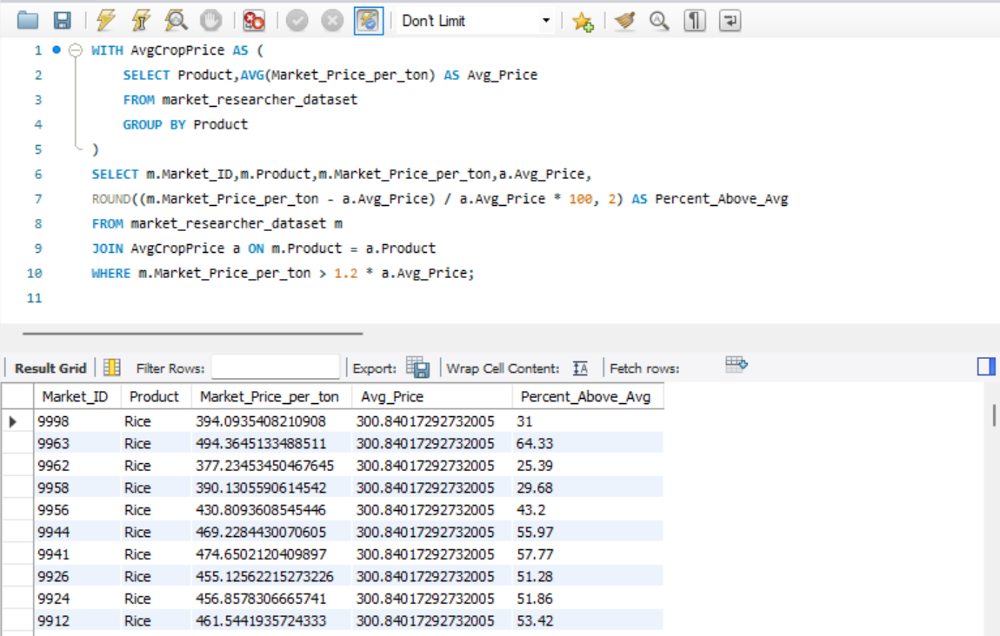 Don't Limit
1 WITH AvgCropPrice AS (
2 SELECT Product,AVG(Market_Price_per_ton) AS Avg_Price
3 FROM market_researcher_dataset
4 GROUP BY Product
5 )
6 SELECT m.Market_ID,m.Product,m.Market_Price_per_ton,a.Avg_Price,
7 ROUND((m.Market_Price_per_ton - a.Avg_Price) / a.Avg_Price * 100, 2) AS Percent_Above_Avg
8 FROM market_researcher_dataset m
9 JOIN AvgCropPrice a ON m.Product = a.Product
10 WHERE m.Market_Price_per_ton > 1.2 * a.Avg_Price;
11
Result Grid Filter Rows: Export: Wrap Cell Content: Fetch rows:
Market_ID Product Market_Price_per_ton Avg_Price Percent_Above_Avg
9998 Rice 394.0935408210908 300.84017292732005 31
9963 Rice 494.3645133488511 300.84017292732005 64.33
9962 Rice 377.23453450467645 300.84017292732005 25.39
9958 Rice 390.1305590614542 300.84017292732005 29.68
9956 Rice 430.8093608545446 300.84017292732005 43.2
9944 Rice 469.2284430070605 300.84017292732005 55.97
9941 Rice 474.6502120409897 300.84017292732005 57.77
9926 Rice 455.12562215273226 300.84017292732005 51.28
9924 Rice 456.8578306665741 300.84017292732005 51.86
9912 Rice 461.5441935724333 300.84017292732005 53.42